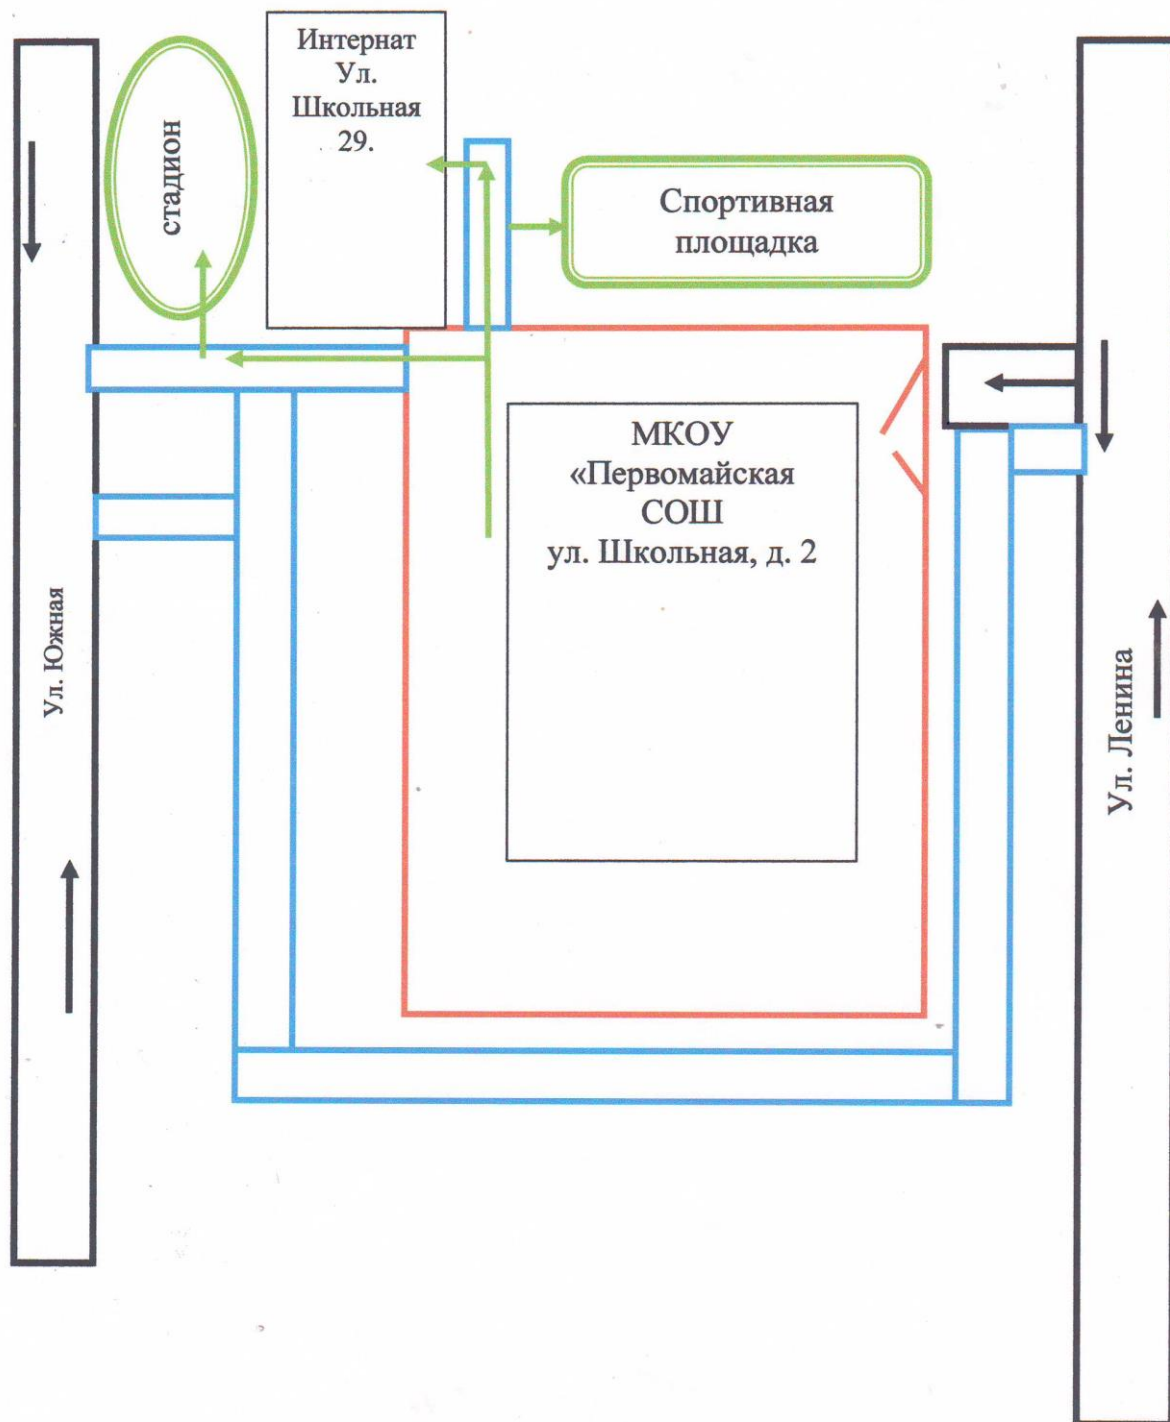 Интернат
Ул.
Школьная
29.
стадион
Спортивная
площадка
МКОУ
«Первомайская
СОШ
ул. Школьная, д. 2
Ул. Южная
Ул. Ленина